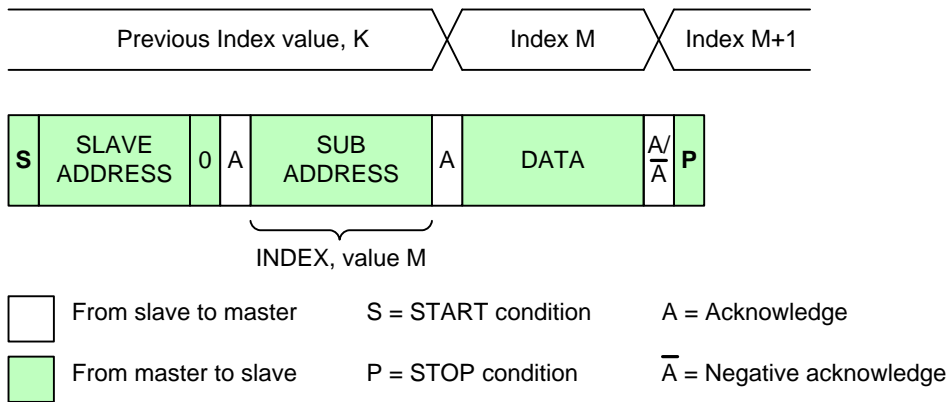 Previous Index value, K Index M Index M+1
S SLAVE ADDRESS 0 A SUB ADDRESS A DATA A/A̅ P
INDEX, value M
From slave to master S = START condition A = Acknowledge
From master to slave P = STOP condition A̅ = Negative acknowledge